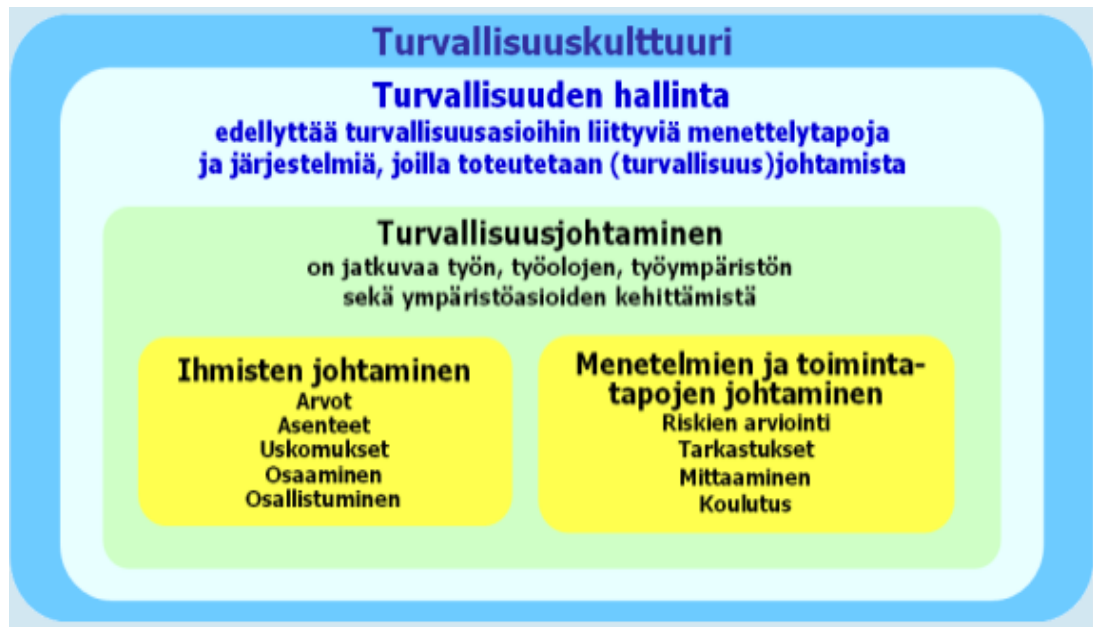 Turvallisuuskulttuuri
Turvallisuuden hallinta
edellyttää turvallisuusasioihin liittyviä menettelytapoja
ja järjestelmiä, joilla toteutetaan (turvallisuus)johtamista
Turvallisuusjohtaminen
on jatkuvaa työn, työolojen, työympäristön
sekä ympäristöasioiden kehittämistä
Ihmisten johtaminen
Arvot
Asenteet
Uskomukset
Osaaminen
Osallistuminen
Menetelmien ja toiminta-
tapojen johtaminen
Riskien arviointi
Tarkastukset
Mittaaminen
Koulutus